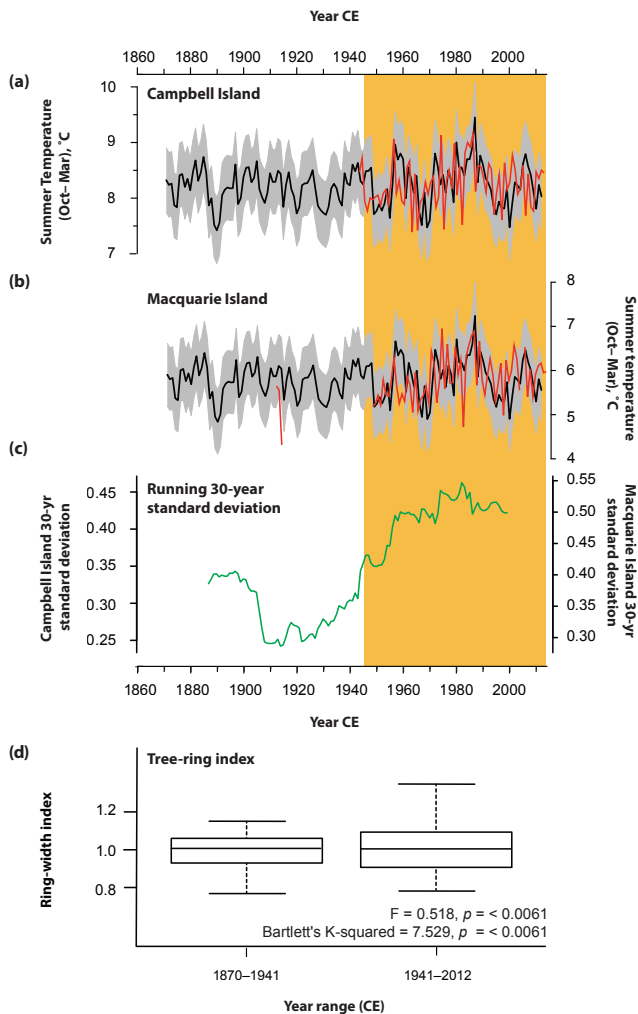 Year CE
1860 1880 1900 1920 1940 1960 1980 2000
(a)
Campbell Island
Summer Temperature
(Oct– Mar), ˚C
10
9
8
7
(b)
Macquarie Island
Summer Temperature
(Oct– Mar), ˚C
8
7
6
5
4
(c)
Running 30-year
standard deviation
Campbell Island 30-yr
standard deviation
0.45
0.35
0.30
0.25
Macquarie Island 30-yr
standard deviation
0.55
0.50
0.45
0.40
0.30
1860 1880 1900 1920 1940 1960 1980 2000
Year CE
(d)
Tree-ring index
Ring-width index
1.2
1.0
0.8
F = 0.518, p = < 0.0061
Bartlett's K-squared = 7.529, p = < 0.0061
1870–1941 1941–2012
Year range (CE)